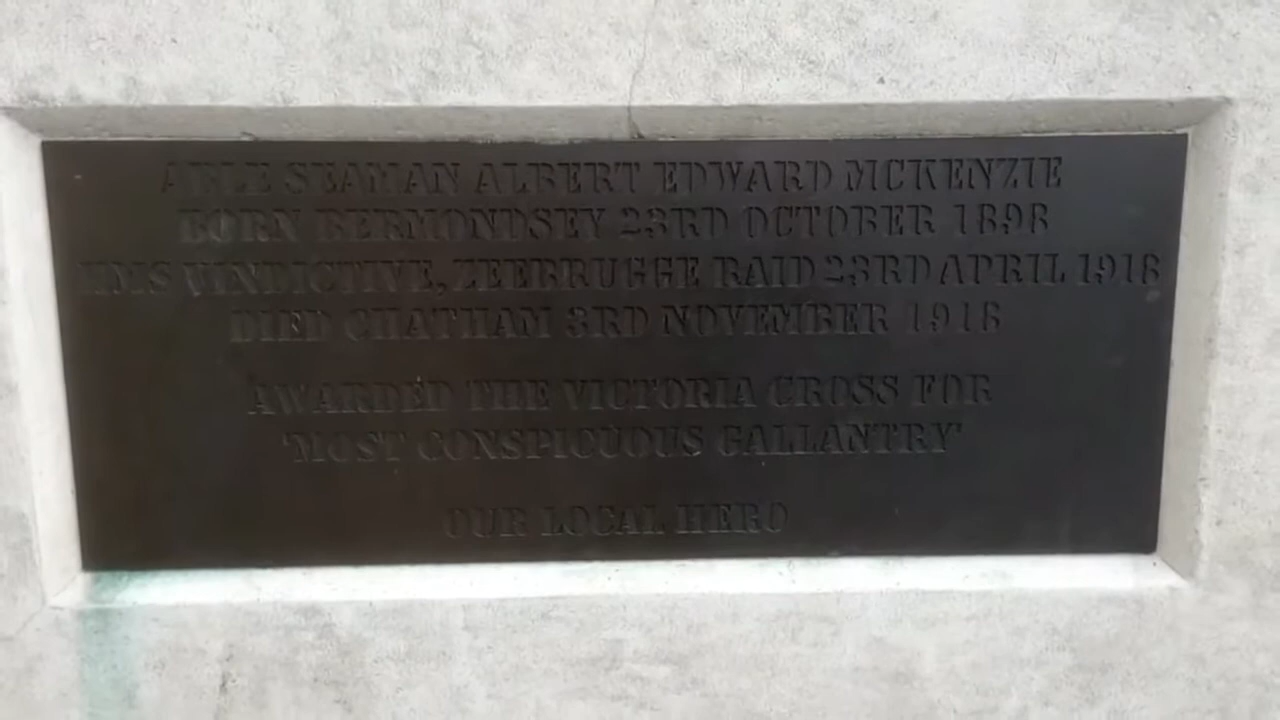 ABLE SEAMAN ALBERT EDWARD MCKENZIE
BORN BERMONDSEY 23RD OCTOBER 1898
HMS VINDICTIVE, ZEEBRUGGE RAID 23RD APRIL 1918
DIED CHATHAM 3RD NOVEMBER 1918
AWARDED THE VICTORIA CROSS FOR
'MOST CONSPICUOUS GALLANTRY'
OUR LOCAL HERO